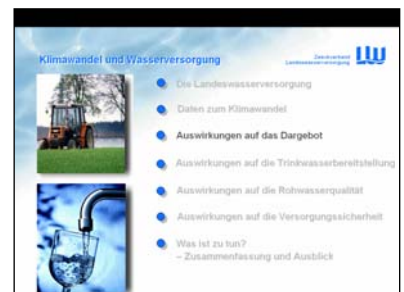 Klimawandel und Wasserversorgung
Zweckverband
Landeswasserversorgung
LW
Die Landeswasserversorgung
Daten zum Klimawandel
Auswirkungen auf das Dargebot
Auswirkungen auf die Trinkwasserbereitstellung
Auswirkungen auf die Rohwasserqualität
Auswirkungen auf die Versorgungssicherheit
Was ist zu tun?
– Zusammenfassung und Ausblick